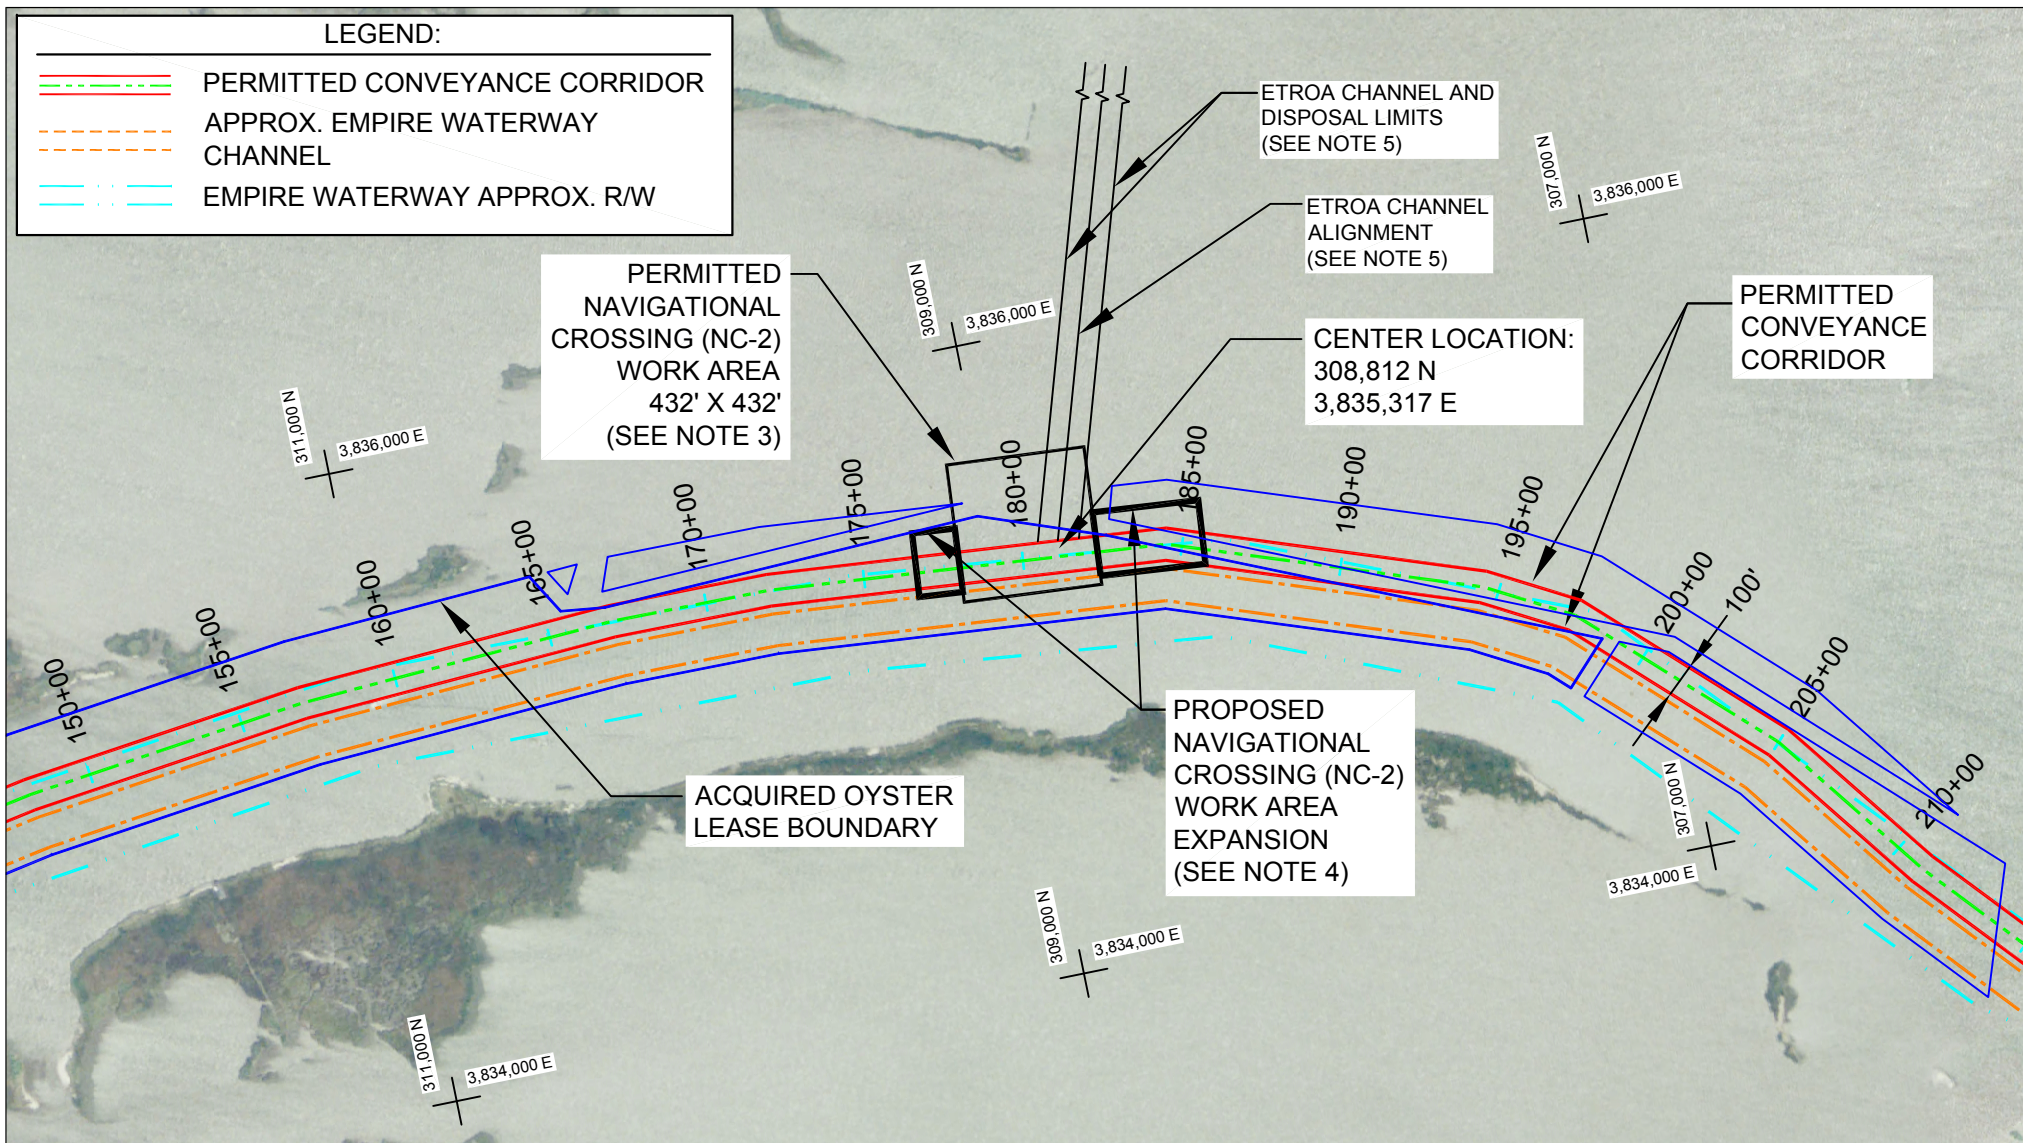 LEGEND:
PERMITTED CONVEYANCE CORRIDOR
APPROX. EMPIRE WATERWAY
CHANNEL
EMPIRE WATERWAY APPROX. R/W
ETROA CHANNEL AND
DISPOSAL LIMITS
(SEE NOTE 5)
ETROA CHANNEL
ALIGNMENT
(SEE NOTE 5)
307,000 N
3,836,000 E
PERMITTED
NAVIGATIONAL
CROSSING (NC-2)
WORK AREA
432' X 432'
(SEE NOTE 3)
309,000 N
3,836,000 E
CENTER LOCATION:
308,812 N
3,835,317 E
PERMITTED
CONVEYANCE
CORRIDOR
311,000 N
3,836,000 E
150+00
155+00
160+00
165+00
170+00
175+00
180+00
185+00
190+00
195+00
200+00
205+00
210+00
100'
ACQUIRED OYSTER
LEASE BOUNDARY
PROPOSED
NAVIGATIONAL
CROSSING (NC-2)
WORK AREA
EXPANSION
(SEE NOTE 4)
307,000 N
3,834,000 E
309,000 N
3,834,000 E
311,000 N
3,834,000 E